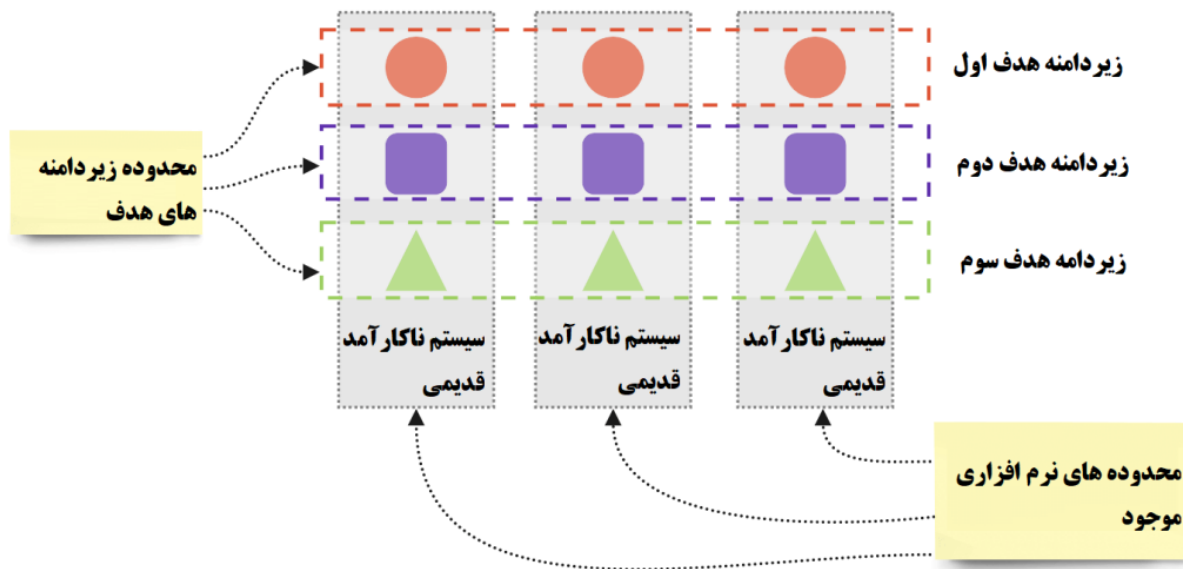 زیردامنه هدف اول
زیردامنه هدف دوم
زیردامه هدف سوم
محدوده زیردامنه
های هدف
سیستم ناکارآمد
قدیمی
سیستم ناکارآمد
قدیمی
سیستم ناکارآمد
قدیمی
محدوده های نرم افزاری
موجود